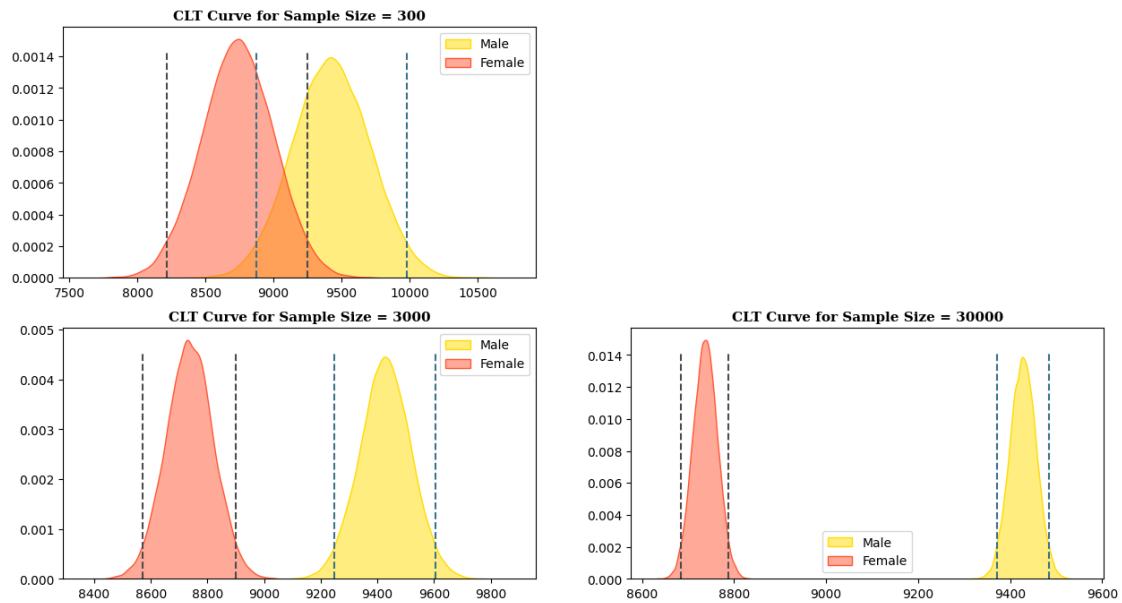 CLT Curve for Sample Size = 300
0.0014
0.0012
0.0010
0.0008
0.0006
0.0004
0.0002
0.0000
Male
Female
7500 8000 8500 9000 9500 10000 10500
CLT Curve for Sample Size = 3000
0.005
0.004
0.003
0.002
0.001
0.000
Male
Female
8400 8600 8800 9000 9200 9400 9600 9800
CLT Curve for Sample Size = 30000
0.014
0.012
0.010
0.008
0.006
0.004
0.002
0.000
Male
Female
8600 8800 9000 9200 9400 9600